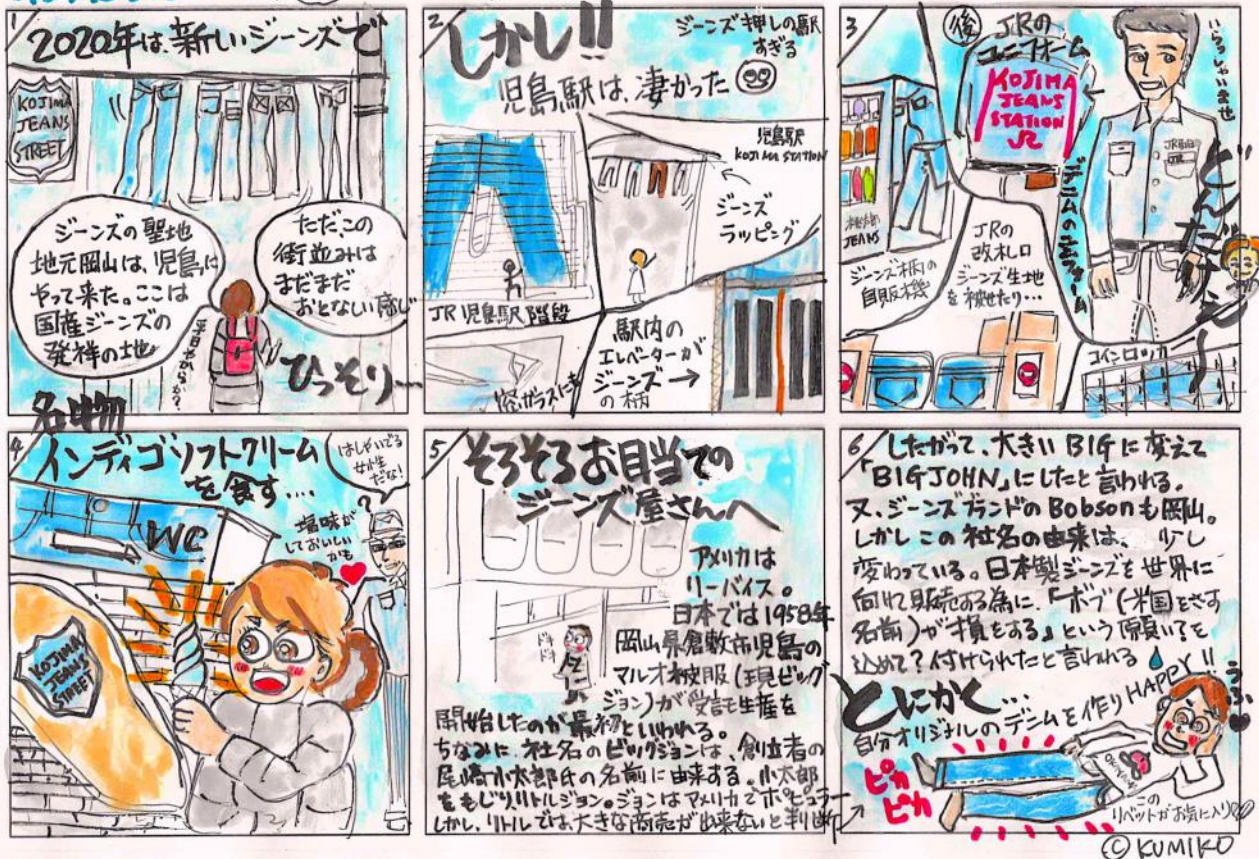 1
2020年は、新しいジーンズで
KOJIMA
JEANS
STREET
ジーンズの聖地
地元岡山は、児島に
やって来た。ここは
国産ジーンズの
発祥の地
ただ、この
街並みは
まだまだ
おとなしい感じ
平日やからか?
ひっそりー
2
しかし!!
ジーンズ押しの駅
すぎる
児島駅は、凄かった
児島駅
KOJIMA STATION
ジーンズ
ラッピング
JR児島駅階段
窓ガラスにも
駅内の
エレベーターが
ジーンズ→
の柄
3
後
JRの
ユニフォーム
KOJIMA
JEANS
STATION
いらっしゃいませ
JR
JEANS
ジーンズ柄の
自販機
JRの
改札口
ジーンズ生地
を被せたり…
どんだけぇー
コインロッカ
4
名物
インディゴソフトクリーム
を食す....
はしゃいでる
女性
だな!
WC
塩味が
しておいしい
かも
KOJIMA
JEANS
STREET
5
そろそろお目当ての
ジーンズ屋さんへ
ドキ
ドキ
アメリカは
リーバイス。
日本では1958年
岡山県倉敷市児島の
マルオ被服(現ビッグ
ジョン)が受託生産を
開始したのが最初といわれる。
ちなみに、社名のビッグジョンは、創立者の
尾崎小太郎氏の名前に由来する。小太郎
をもじりリトルジョン。ジョンはアメリカでポピュラー
しかし、リトルでは、大きな商売が出来ないと判断
6
したがって、大きいBIGに変えて
「BIGJOHN」にしたと言われる。
又、ジーンズブランドのBobsonも岡山。
しかしこの社名の由来は、少し
変わっている。日本製ジーンズを世界に
向けて販売する為に、「ボブ(米国をさす
名前)が損をする」という願いを
込めて?付けられたと言われる
とにかく…
自分オリジナルのデニムを作りHAPPY!!
うふ
ピカ
ピカ
この
リベットがお気に入り
© KUMIKO